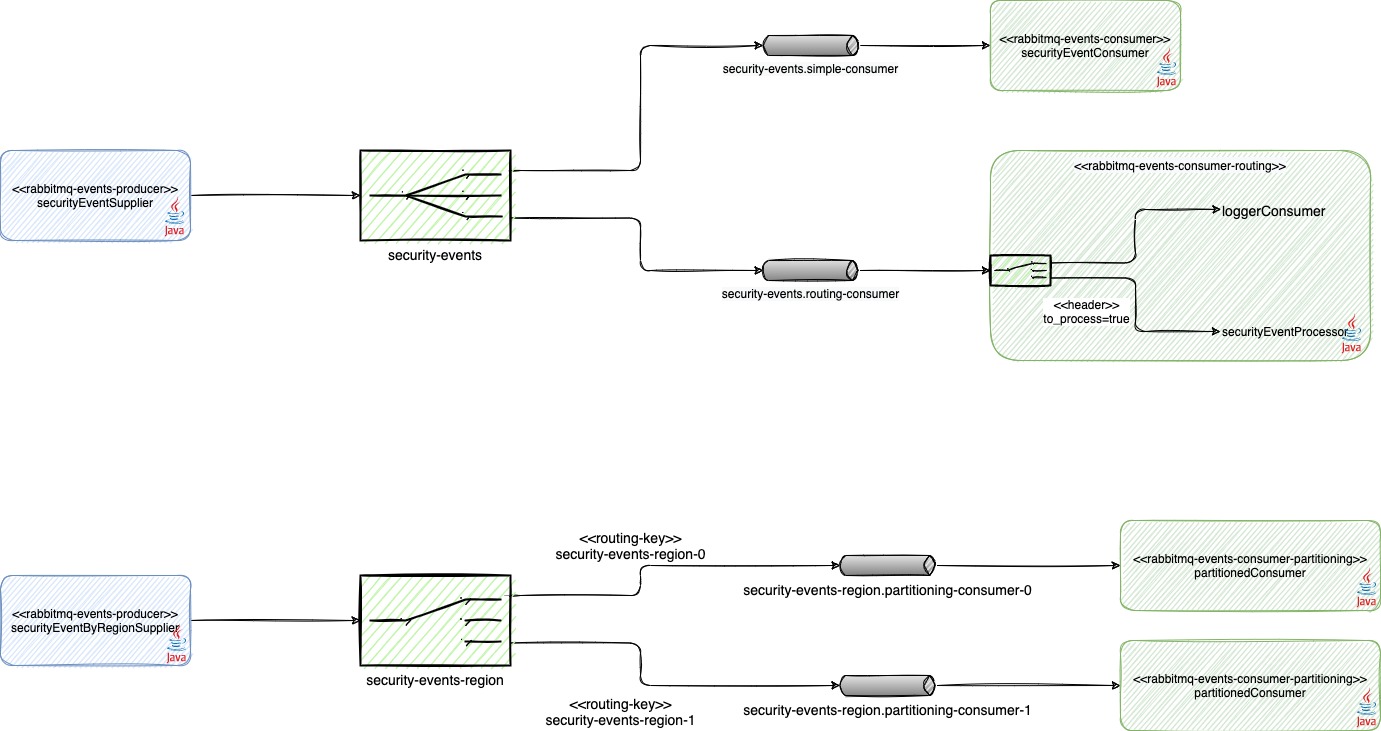 <<rabbitmq-events-consumer>>
securityEventConsumer
Java
security-events.simple-consumer
<<rabbitmq-events-producer>>
securityEventSupplier
Java
security-events
<<rabbitmq-events-consumer-routing>>
loggerConsumer
security-events.routing-consumer
<<header>>
to_process=true
securityEventProcessor
Java
<<routing-key>>
security-events-region-0
<<rabbitmq-events-consumer-partitioning>>
partitionedConsumer
Java
security-events-region.partitioning-consumer-0
<<rabbitmq-events-producer>>
securityEventByRegionSupplier
Java
security-events-region
<<routing-key>>
security-events-region-1
security-events-region.partitioning-consumer-1
<<rabbitmq-events-consumer-partitioning>>
partitionedConsumer
Java